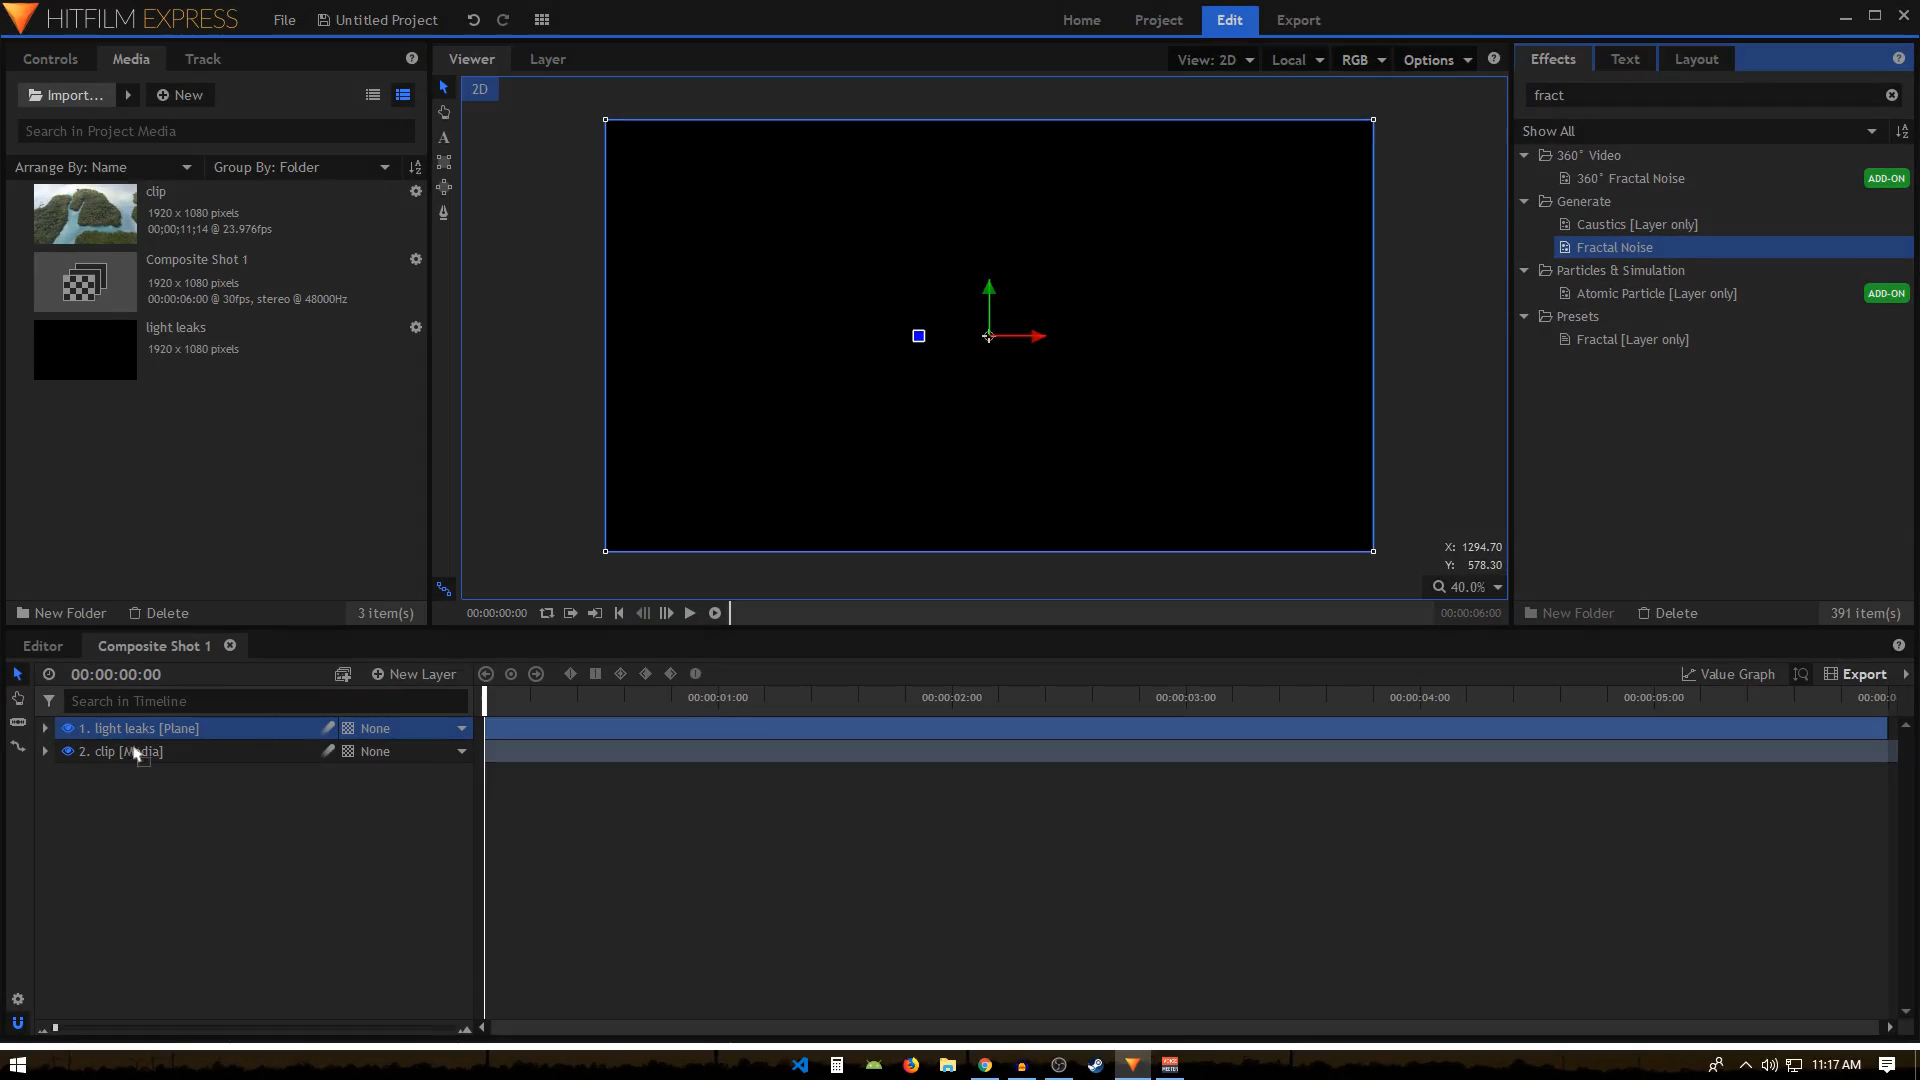 HITFILM EXPRESS
File
Untitled Project
Home
Project
Edit
Export
Controls
Media
Track
Import...
New
Search in Project Media
Arrange By: Name
Group By: Folder
clip
1920 x 1080 pixels
00;00;11;14 @ 23.976fps
Composite Shot 1
1920 x 1080 pixels
00:00:06:00 @ 30fps, stereo @ 48000Hz
light leaks
1920 x 1080 pixels
New Folder
Delete
3 item(s)
Viewer
Layer
View: 2D
Local
RGB
Options
2D
X: 1294.70
Y: 578.30
40.0%
00:00:00:00
00:00:06:00
Effects
Text
Layout
fract
Show All
360° Video
360° Fractal Noise
ADD-ON
Generate
Caustics [Layer only]
Fractal Noise
Particles & Simulation
Atomic Particle [Layer only]
ADD-ON
Presets
Fractal [Layer only]
New Folder
Delete
391 item(s)
Editor
Composite Shot 1
00:00:00:00
New Layer
Value Graph
Export
Search in Timeline
00:00:01:00
00:00:02:00
00:00:03:00
00:00:04:00
00:00:05:00
00:00:0
1. light leaks [Plane]
None
2. clip [Media]
None
11:17 AM